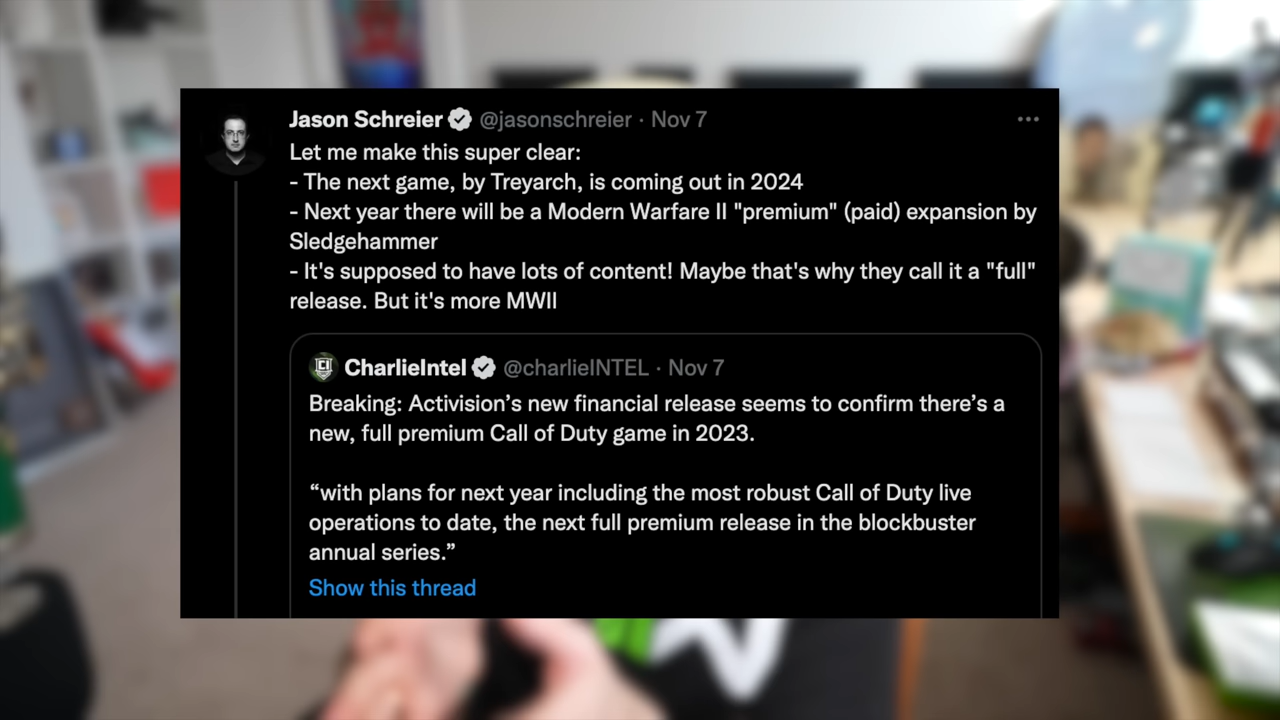 Jason Schreier @jasonschreier · Nov 7
Let me make this super clear:
- The next game, by Treyarch, is coming out in 2024
- Next year there will be a Modern Warfare II "premium" (paid) expansion by
Sledgehammer
- It's supposed to have lots of content! Maybe that's why they call it a "full"
release. But it's more MWII
CI
CharlieIntel @charlieINTEL · Nov 7
Breaking: Activision’s new financial release seems to confirm there’s a
new, full premium Call of Duty game in 2023.
“with plans for next year including the most robust Call of Duty live
operations to date, the next full premium release in the blockbuster
annual series.”
Show this thread